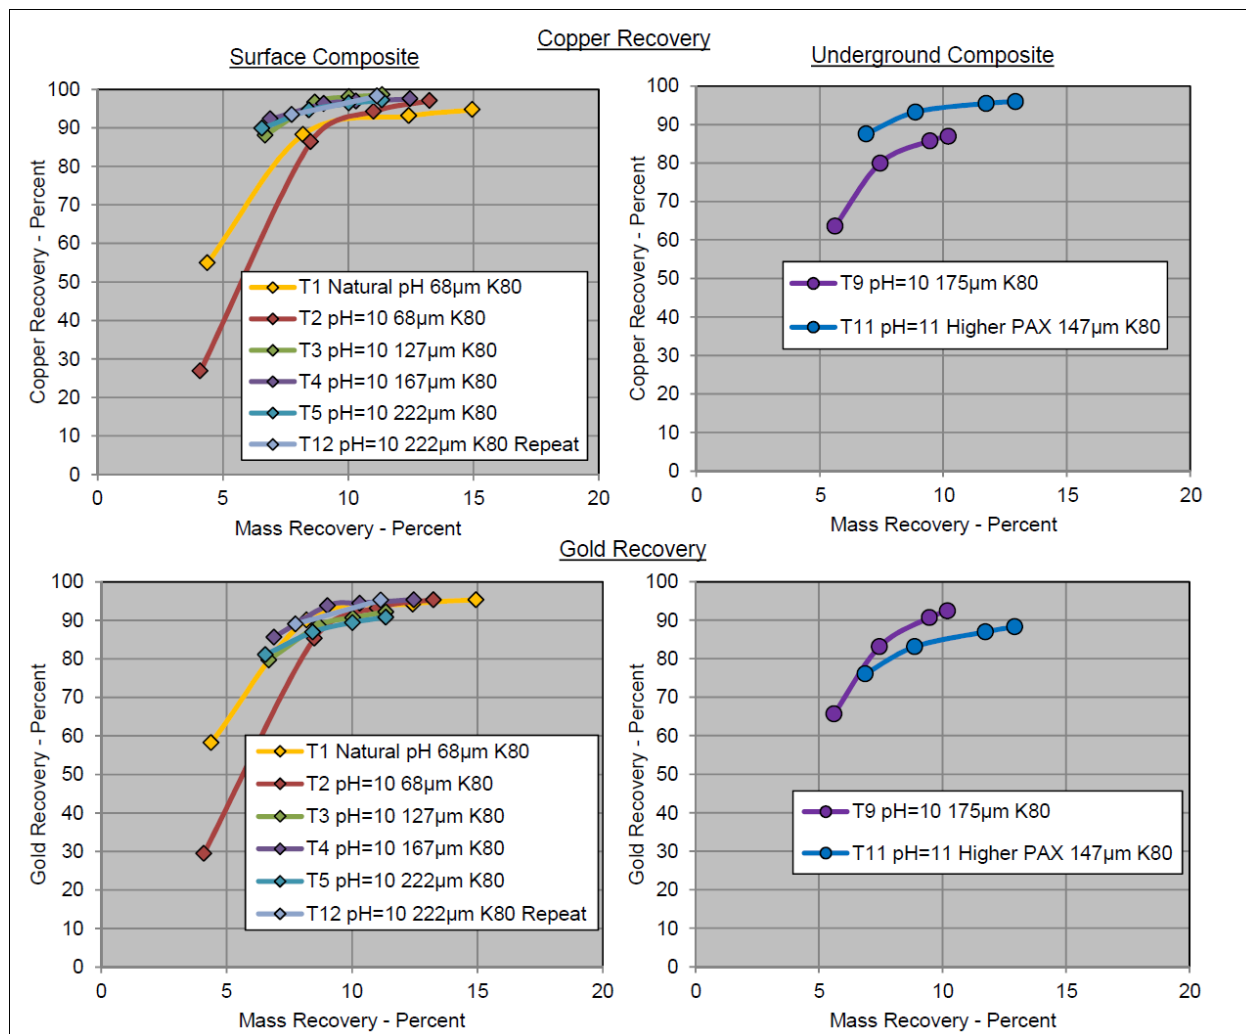 Copper Recovery
Surface Composite
Underground Composite
100
90
80
70
60
50
40
30
20
10
0
Copper Recovery - Percent
T1 Natural pH 68µm K80
T2 pH=10 68µm K80
T3 pH=10 127µm K80
T4 pH=10 167µm K80
T5 pH=10 222µm K80
T12 pH=10 222µm K80 Repeat
0 5 10 15 20
Mass Recovery - Percent
100
90
80
70
60
50
40
30
20
10
0
Copper Recovery - Percent
T9 pH=10 175µm K80
T11 pH=11 Higher PAX 147µm K80
0 5 10 15 20
Mass Recovery - Percent
Gold Recovery
100
90
80
70
60
50
40
30
20
10
0
Gold Recovery - Percent
T1 Natural pH 68µm K80
T2 pH=10 68µm K80
T3 pH=10 127µm K80
T4 pH=10 167µm K80
T5 pH=10 222µm K80
T12 pH=10 222µm K80 Repeat
0 5 10 15 20
Mass Recovery - Percent
100
90
80
70
60
50
40
30
20
10
0
Gold Recovery - Percent
T9 pH=10 175µm K80
T11 pH=11 Higher PAX 147µm K80
0 5 10 15 20
Mass Recovery - Percent